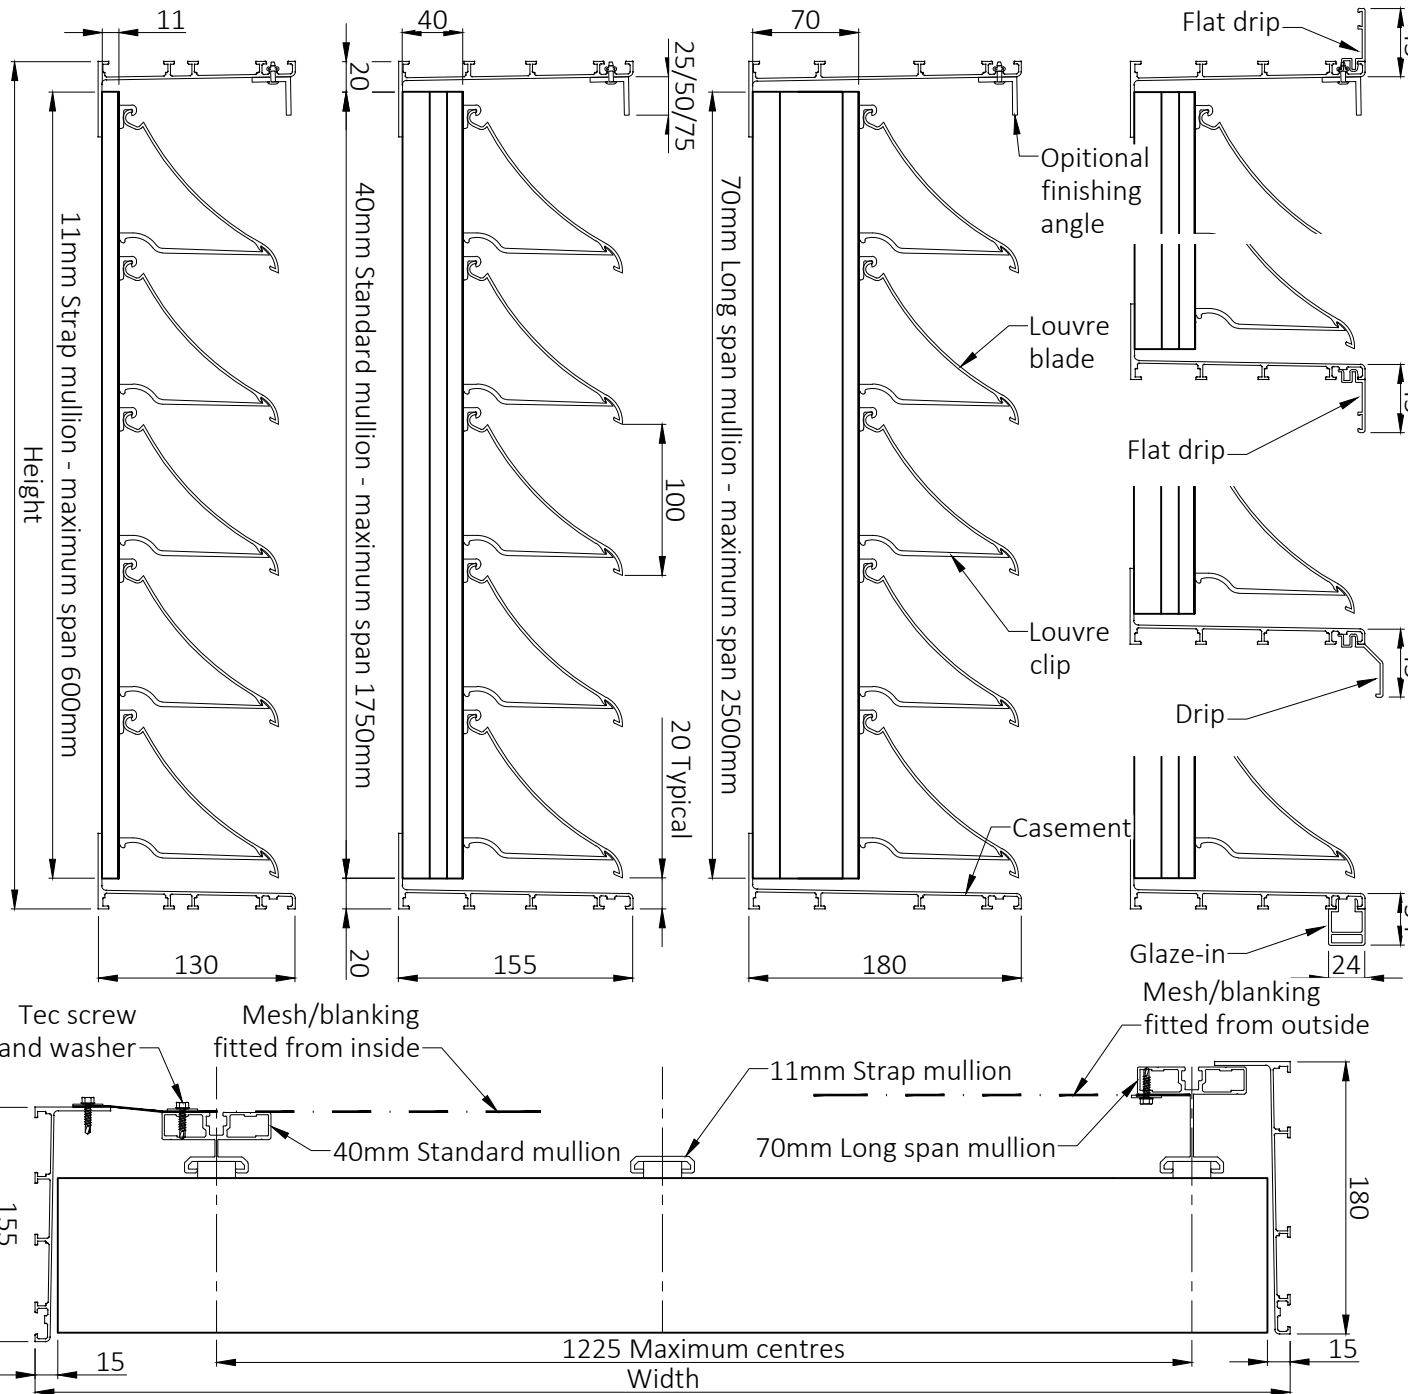 11
40
70
Flat drip
20
25/50/75
Opitional
finishing
angle
11mm Strap mullion - maximum span 600mm
40mm Standard mullion - maximum span 1750mm
70mm Long span mullion - maximum span 2500mm
Louvre
blade
Flat drip
Height
100
Louvre
clip
Drip
20 Typical
Casement
20
130
155
180
Glaze-in
24
Tec screw
and washer
Mesh/blanking
fitted from inside
Mesh/blanking
fitted from outside
11mm Strap mullion
40mm Standard mullion
70mm Long span mullion
155
180
15
1225 Maximum centres
15
Width